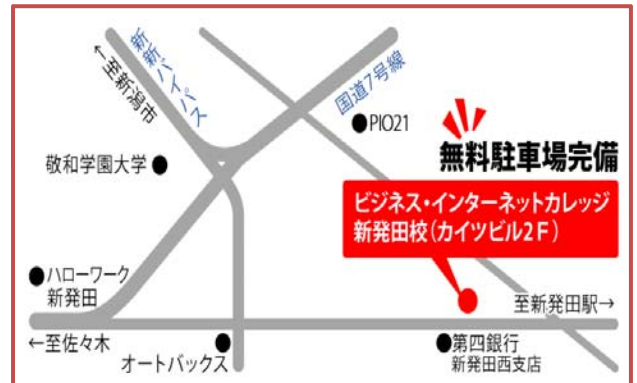 ←至新潟市
新新バイパス
国道7号線
●PIO21
敬和学園大学●
無料駐車場完備
ビジネス・インターネットカレッジ
新発田校(カイツビル2F)
●ハローワーク
新発田
至新発田駅→
←至佐々木
オートバックス
●第四銀行
新発田西支店